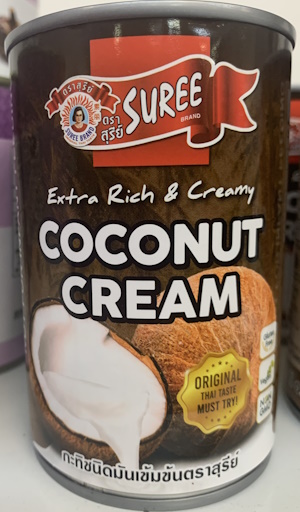 ตราสุรีย์
SUREE BRAND
ตรา
สุรีย์
SUREE
BRAND
Extra Rich & Creamy
COCONUT
CREAM
ORIGINAL
THAI TASTE
MUST TRY!
กะทิชนิดมันเข้มข้นตราสุรีย์